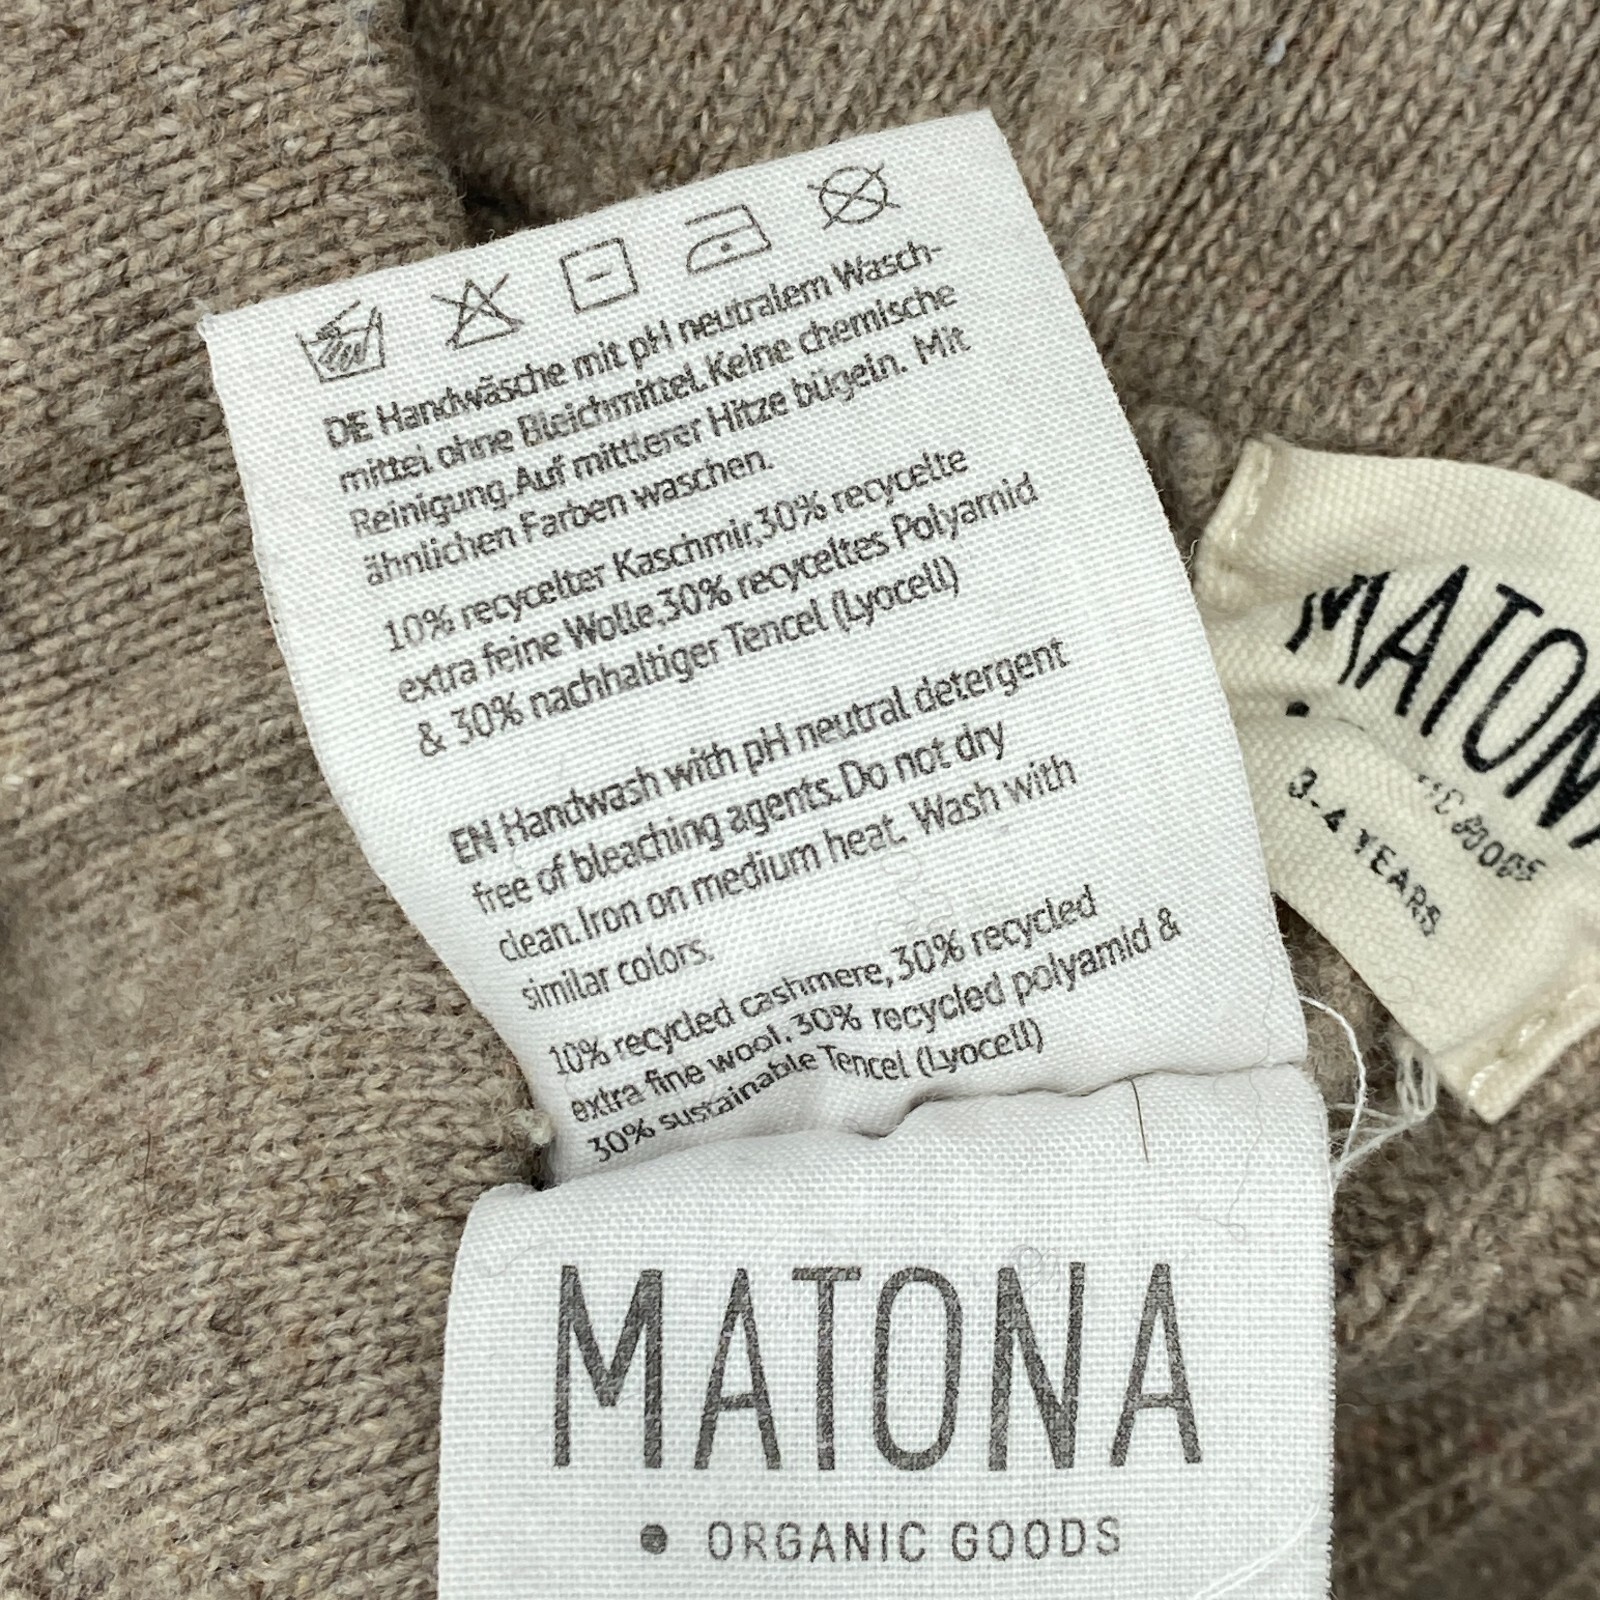 DE Handwäsche mit pH neutralem Wasch-
mittel ohne Bleichmittel. Keine chemische
Reinigung. Auf mittlerer Hitze bügeln. Mit
ähnlichen Farben waschen.
10% recycelter Kaschmir, 30% recycelte
extra feine Wolle, 30% recyceltes Polyamid
& 30% nachhaltiger Tencel (Lyocell)
EN Handwash with pH neutral detergent
free of bleaching agents. Do not dry
clean. Iron on medium heat. Wash with
similar colors.
10% recycled cashmere, 30% recycled
extra fine wool, 30% recycled polyamid &
30% sustainable Tencel (Lyocell)
MATONA
• ORGANIC GOODS
MATONA
GOODS
3-4 YEARS